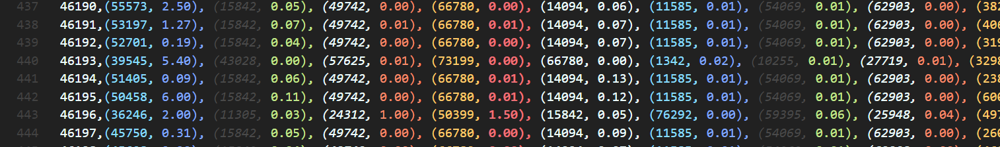 437 46190,(55573, 2.50), (15842, 0.05), (49742, 0.00), (66780, 0.00), (14094, 0.06), (11585, 0.01), (54069, 0.01), (62903, 0.00), (382
438 46191,(53197, 1.27), (15842, 0.07), (49742, 0.01), (66780, 0.01), (14094, 0.07), (11585, 0.01), (54069, 0.01), (62903, 0.00), (406
439 46192,(52701, 0.19), (15842, 0.04), (49742, 0.00), (66780, 0.00), (14094, 0.07), (11585, 0.01), (54069, 0.01), (62903, 0.00), (319
440 46193,(39545, 5.40), (43028, 0.00), (57625, 0.01), (73199, 0.00), (66780, 0.00), (1342, 0.02), (10255, 0.01), (27719, 0.01), (3298
441 46194,(51405, 0.09), (15842, 0.06), (49742, 0.00), (66780, 0.01), (14094, 0.13), (11585, 0.01), (54069, 0.01), (62903, 0.00), (238
442 46195,(50458, 6.00), (15842, 0.11), (49742, 0.00), (66780, 0.01), (14094, 0.12), (11585, 0.01), (54069, 0.01), (62903, 0.00), (600
443 46196,(36246, 2.00), (11305, 0.03), (24312, 1.00), (50399, 1.50), (15842, 0.05), (76292, 0.00), (59395, 0.06), (25948, 0.04), (497
444 46197,(45750, 0.31), (15842, 0.05), (49742, 0.00), (66780, 0.00), (14094, 0.09), (11585, 0.01), (54069, 0.01), (62903, 0.00), (260